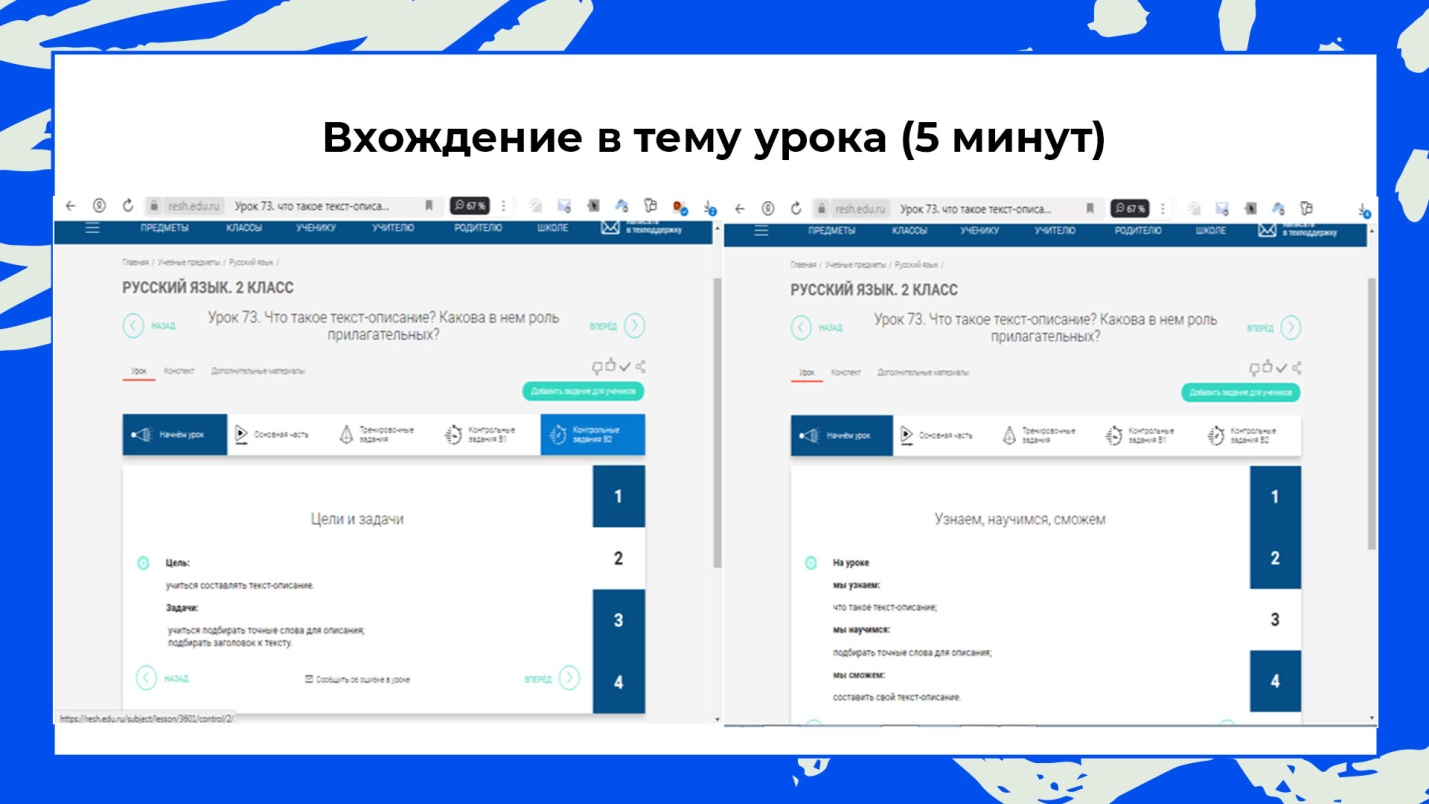 Вхождение в тему урока (5 минут)
resh.edu.ru Урок 73. что такое текст-описа... 67 %
ПРЕДМЕТЫ КЛАССЫ УЧЕНИКУ УЧИТЕЛЮ РОДИТЕЛЮ ШКОЛЕ в техподдержку
Главная / Учебные предметы / Русский язык /
РУССКИЙ ЯЗЫК. 2 КЛАСС
НАЗАД Урок 73. Что такое текст-описание? Какова в нем роль ВПЕРЁД
прилагательных?
Урок Конспект Дополнительные материалы
Добавить задание для учеников
Начнём урок Основная часть Тренировочные задания Контрольные задания В1 Контрольные задания В2
1
Цели и задачи
2
Цель:
учиться составлять текст-описание.
Задачи:
3
учиться подбирать точные слова для описания;
подбирать заголовок к тексту.
НАЗАД Сообщить об ошибке в уроке ВПЕРЁД 4
https://resh.edu.ru/subject/lesson/3601/control/2/
resh.edu.ru Урок 73. что такое текст-описа... 67 %
ПРЕДМЕТЫ КЛАССЫ УЧЕНИКУ УЧИТЕЛЮ РОДИТЕЛЮ ШКОЛЕ в техподдержку
Главная / Учебные предметы / Русский язык /
РУССКИЙ ЯЗЫК. 2 КЛАСС
НАЗАД Урок 73. Что такое текст-описание? Какова в нем роль ВПЕРЁД
прилагательных?
Урок Конспект Дополнительные материалы
Добавить задание для учеников
Начнём урок Основная часть Тренировочные задания Контрольные задания В1 Контрольные задания В2
1
Узнаем, научимся, сможем
2
На уроке
мы узнаем:
что такое текст-описание;
3
мы научимся:
подбирать точные слова для описания;
мы сможем:
4
составить свой текст-описание.